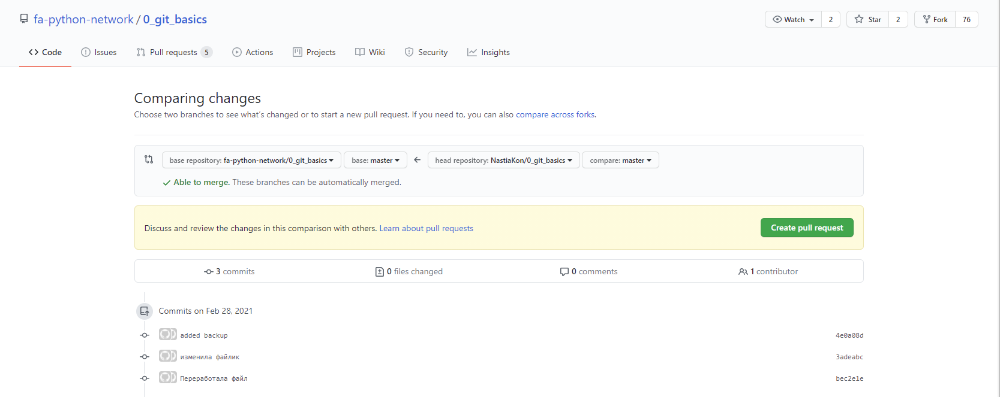 fa-python-network / 0_git_basics
Watch 2 Star 2 Fork 76
Code Issues Pull requests 5 Actions Projects Wiki Security Insights
Comparing changes
Choose two branches to see what's changed or to start a new pull request. If you need to, you can also compare across forks.
base repository: fa-python-network/0_git_basics base: master head repository: NastiaKon/0_git_basics compare: master
Able to merge. These branches can be automatically merged.
Discuss and review the changes in this comparison with others. Learn about pull requests Create pull request
3 commits 0 files changed 0 comments 1 contributor
Commits on Feb 28, 2021
added backup 4e0a08d
изменила файлик 3adeabc
Переработала файл bec2e1e